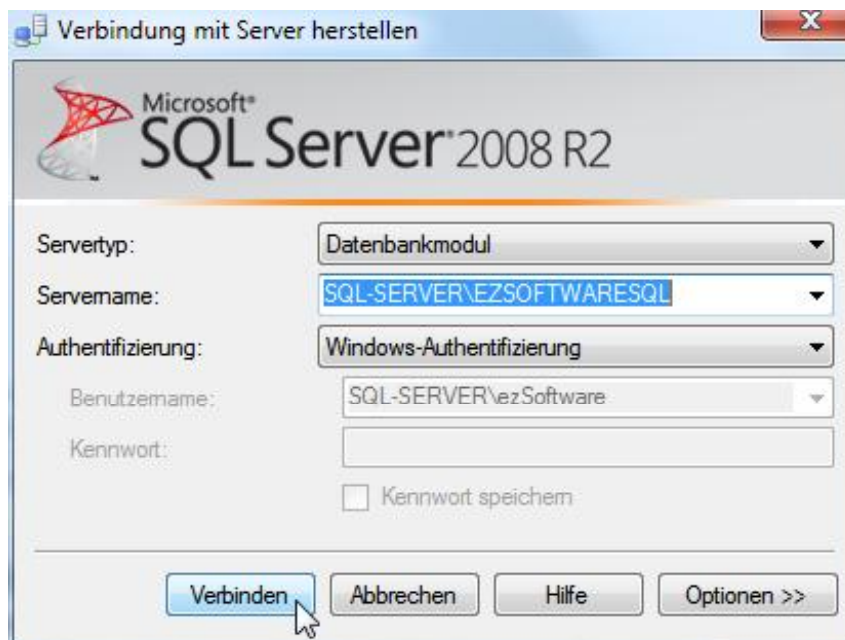 Verbindung mit Server herstellen
Microsoft®
SQL Server® 2008 R2
Servertyp: Datenbankmodul
Servername: SQL-SERVER\EZSOFTWARESQL
Authentifizierung: Windows-Authentifizierung
Benutzername: SQL-SERVER\ezSoftware
Kennwort:
Kennwort speichern
Verbinden Abbrechen Hilfe Optionen >>